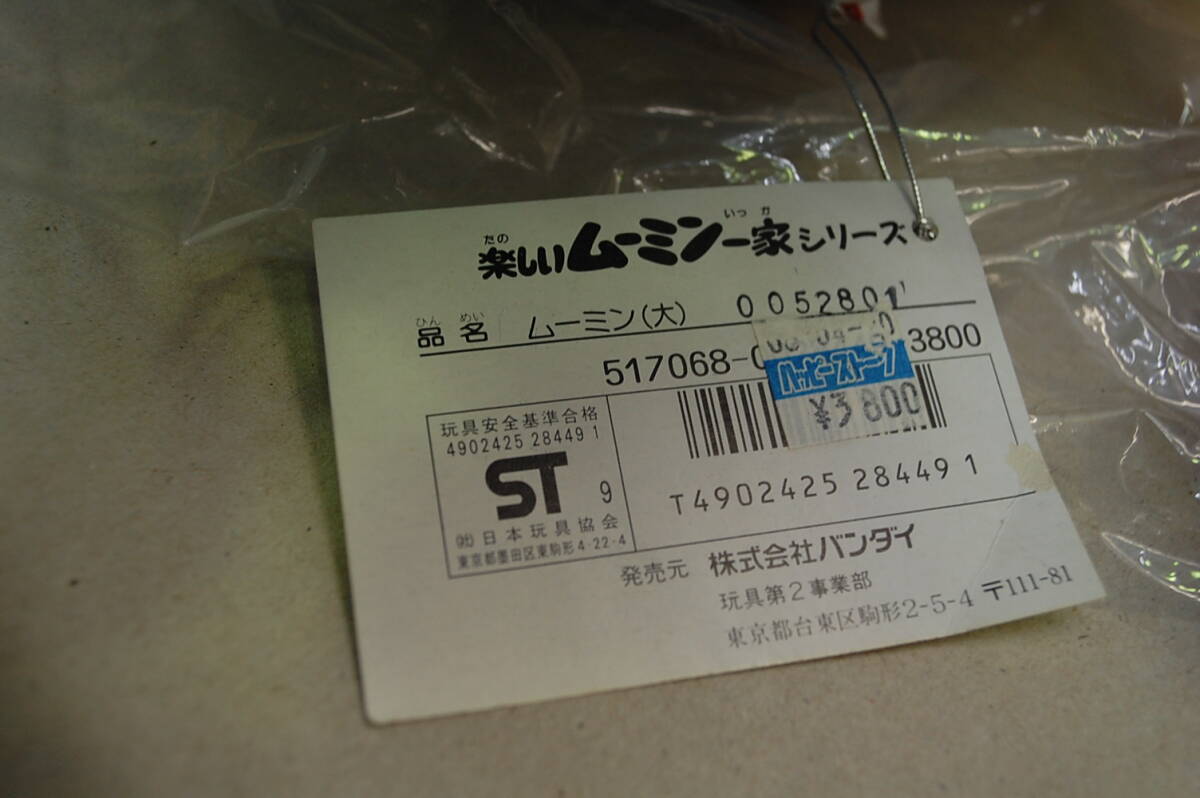 たの いっ か
楽しいムーミン一家シリーズ
ひん めい
品名 ムーミン(大) 0052801
517068- 3800
ハッピーストーブ
¥3800
玩具安全基準合格
4902425 28449 1
ST 9
㈳日本玩具協会
東京都墨田区東駒形4-22-4
T4902425 28449 1
発売元 株式会社バンダイ
玩具第2事業部
東京都台東区駒形2-5-4 〒111-81